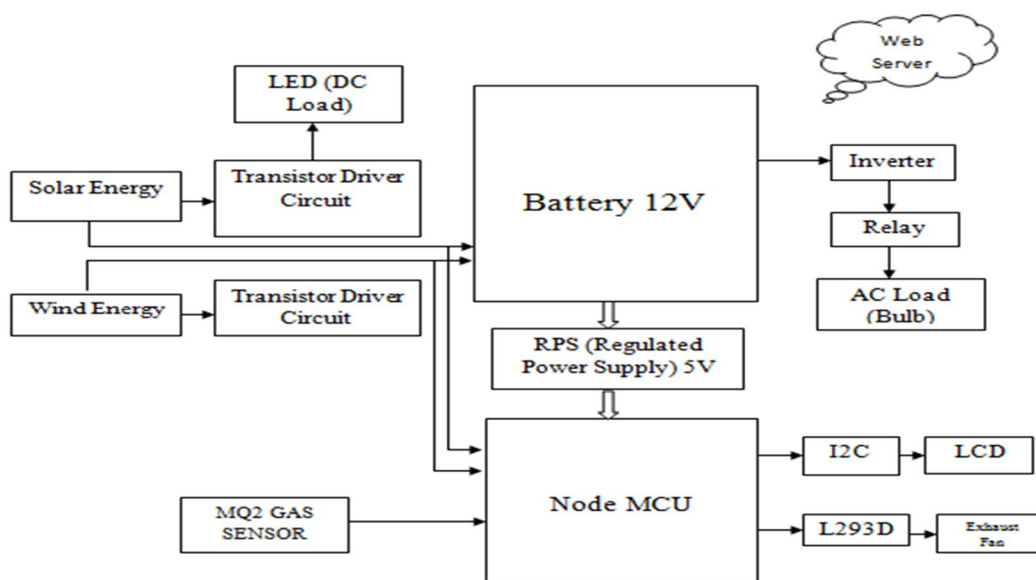 Web
Server
LED (DC
Load)
Solar Energy
Transistor Driver
Circuit
Battery 12V
Inverter
Relay
AC Load
(Bulb)
Wind Energy
Transistor Driver
Circuit
RPS (Regulated
Power Supply) 5V
Node MCU
I2C
LCD
MQ2 GAS
SENSOR
L293D
Exhaust
Fan